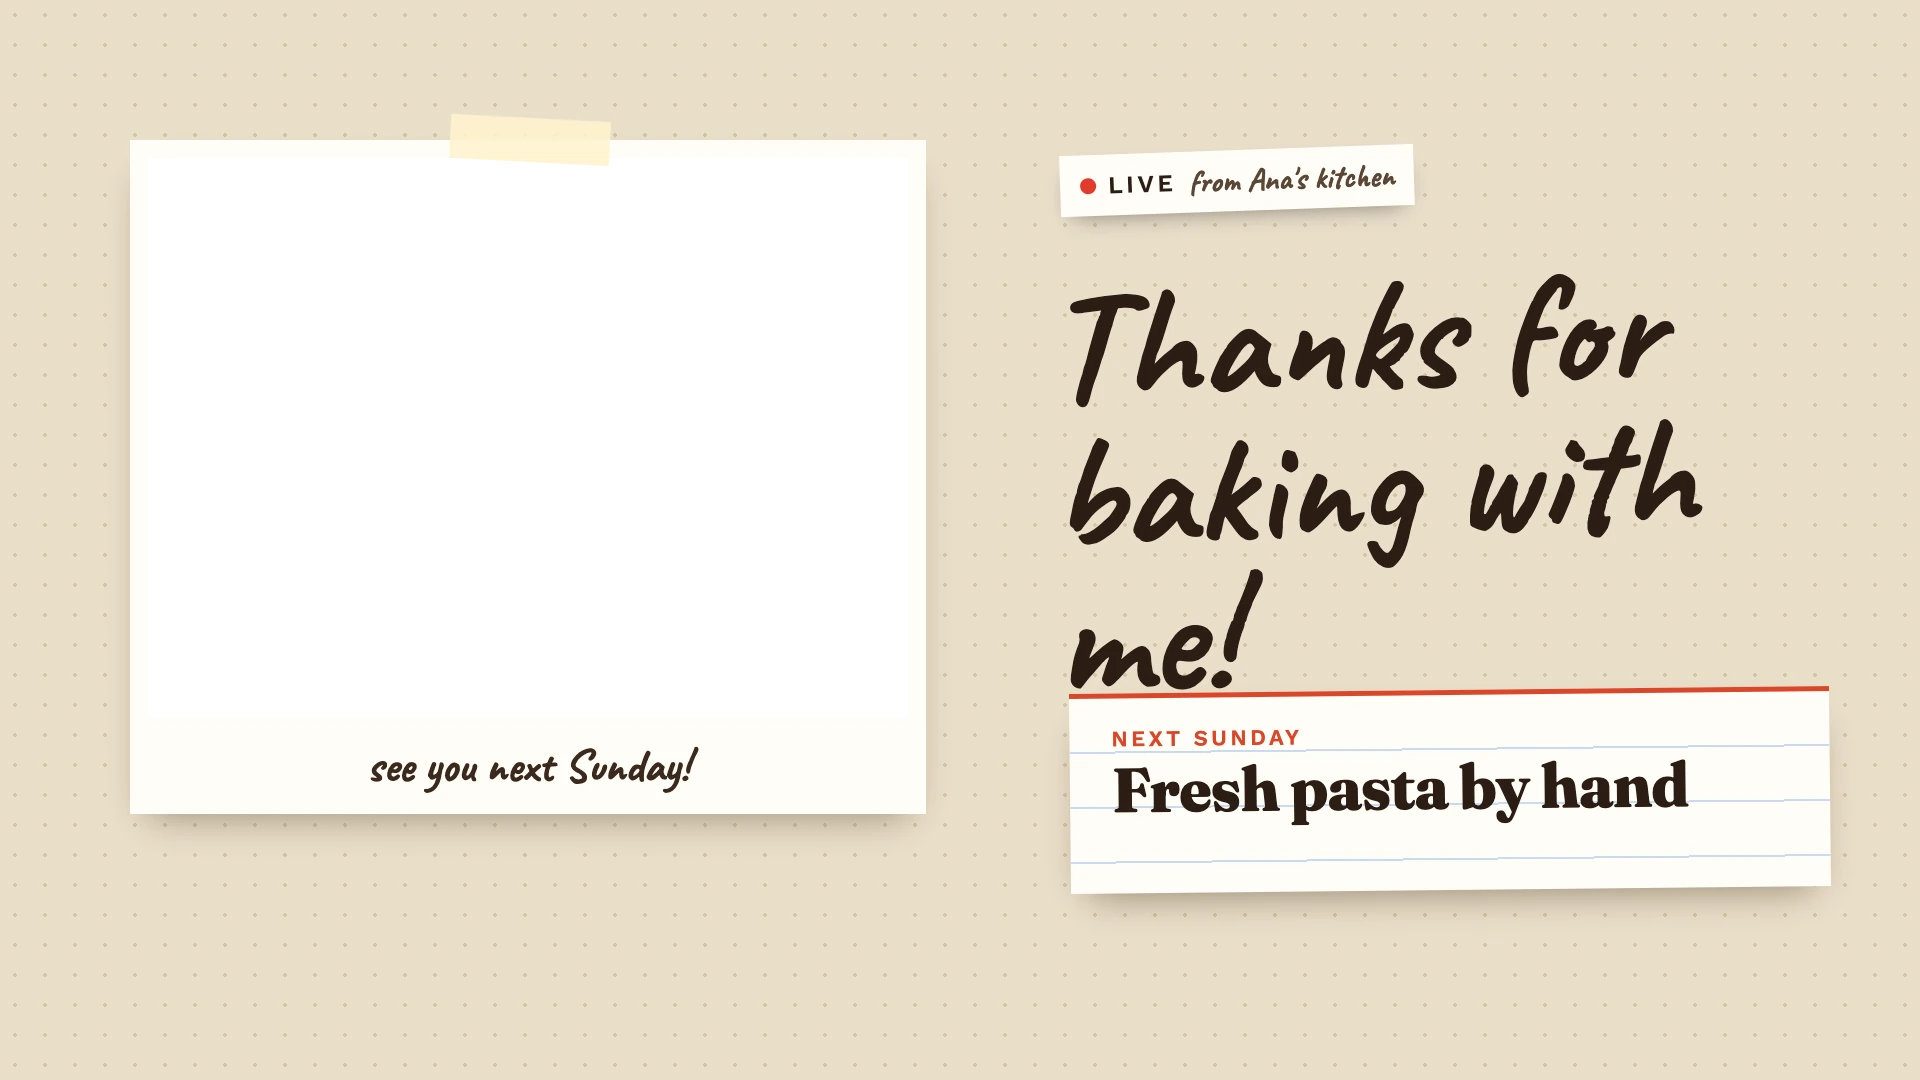 LIVE from Ana's kitchen
Thanks for
baking with
me!
see you next Sunday!
NEXT SUNDAY
Fresh pasta by hand